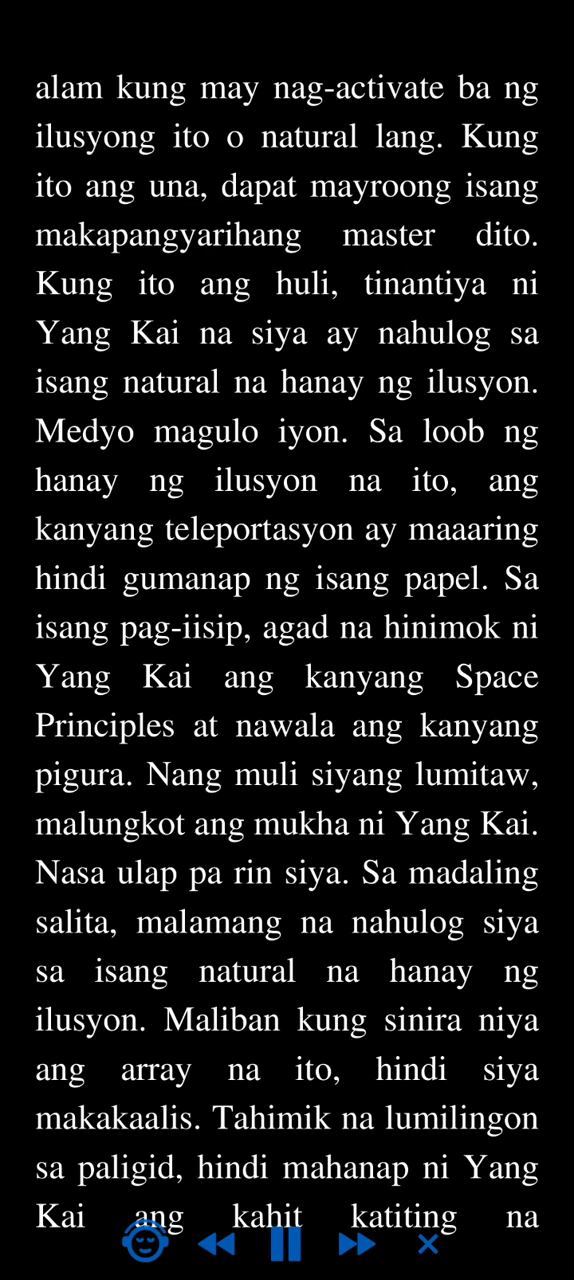 alam kung may nag-activate ba ng
ilusyong ito o natural lang. Kung
ito ang una, dapat mayroong isang
makapangyarihang master dito.
Kung ito ang huli, tinantiya ni
Yang Kai na siya ay nahulog sa
isang natural na hanay ng ilusyon.
Medyo magulo iyon. Sa loob ng
hanay ng ilusyon na ito, ang
kanyang teleportasyon ay maaaring
hindi gumanap ng isang papel. Sa
isang pag-iisip, agad na hinimok ni
Yang Kai ang kanyang Space
Principles at nawala ang kanyang
pigura. Nang muli siyang lumitaw,
malungkot ang mukha ni Yang Kai.
Nasa ulap pa rin siya. Sa madaling
salita, malamang na nahulog siya
sa isang natural na hanay ng
ilusyon. Maliban kung sinira niya
ang array na ito, hindi siya
makakaalis. Tahimik na lumilingon
sa paligid, hindi mahanap ni Yang
Kai ang kahit katiting na